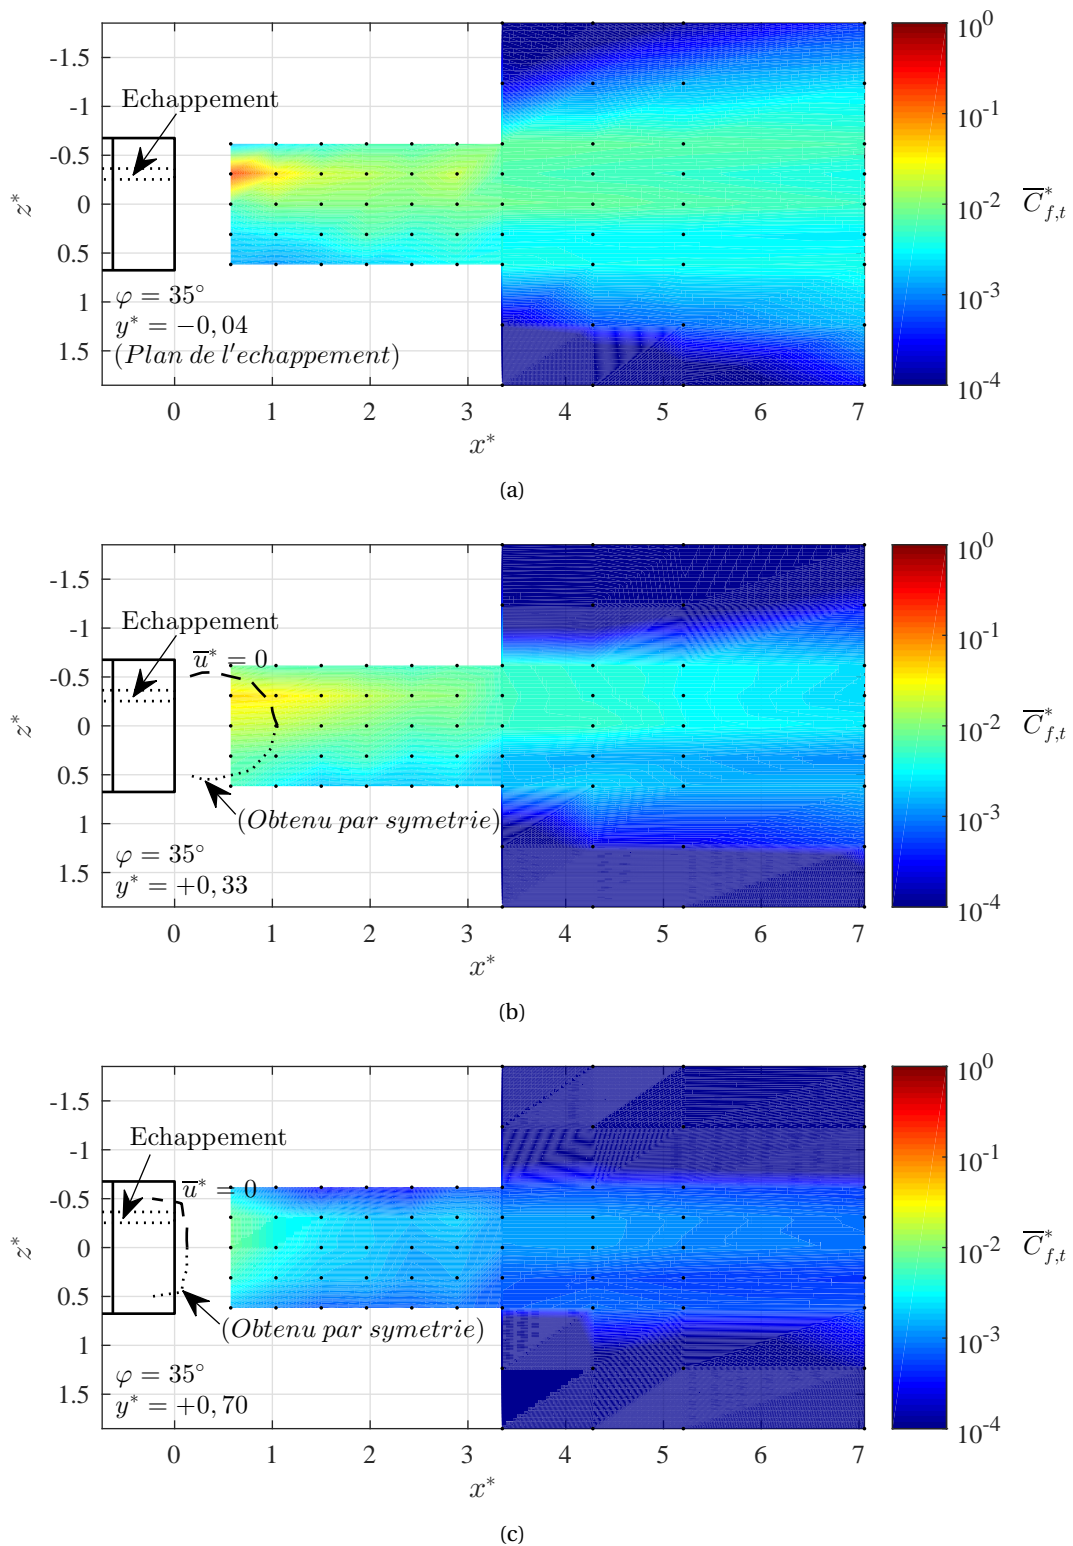 -1.5
-1
-0.5
0
0.5
1
1.5
z*
Echappement
φ = 35°
y* = −0, 04
(Plan de l'echappement)
0 1 2 3 4 5 6 7
x*
10^0
10^-1
10^-2
10^-3
10^-4
C̅*f,t
(a)
-1.5
-1
-0.5
0
0.5
1
1.5
z*
Echappement
u̅* = 0
(Obtenu par symetrie)
φ = 35°
y* = +0, 33
0 1 2 3 4 5 6 7
x*
10^0
10^-1
10^-2
10^-3
10^-4
C̅*f,t
(b)
-1.5
-1
-0.5
0
0.5
1
1.5
z*
Echappement
u̅* = 0
(Obtenu par symetrie)
φ = 35°
y* = +0, 70
0 1 2 3 4 5 6 7
x*
10^0
10^-1
10^-2
10^-3
10^-4
C̅*f,t
(c)